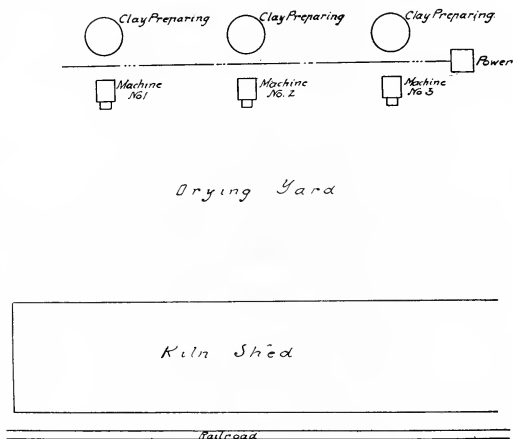 Clay Preparing
Clay Preparing
Clay Preparing.
Power
Machine
No 1
Machine
No. 2
Machine
No 3
Drying Yard
Kiln Shed
Railroad